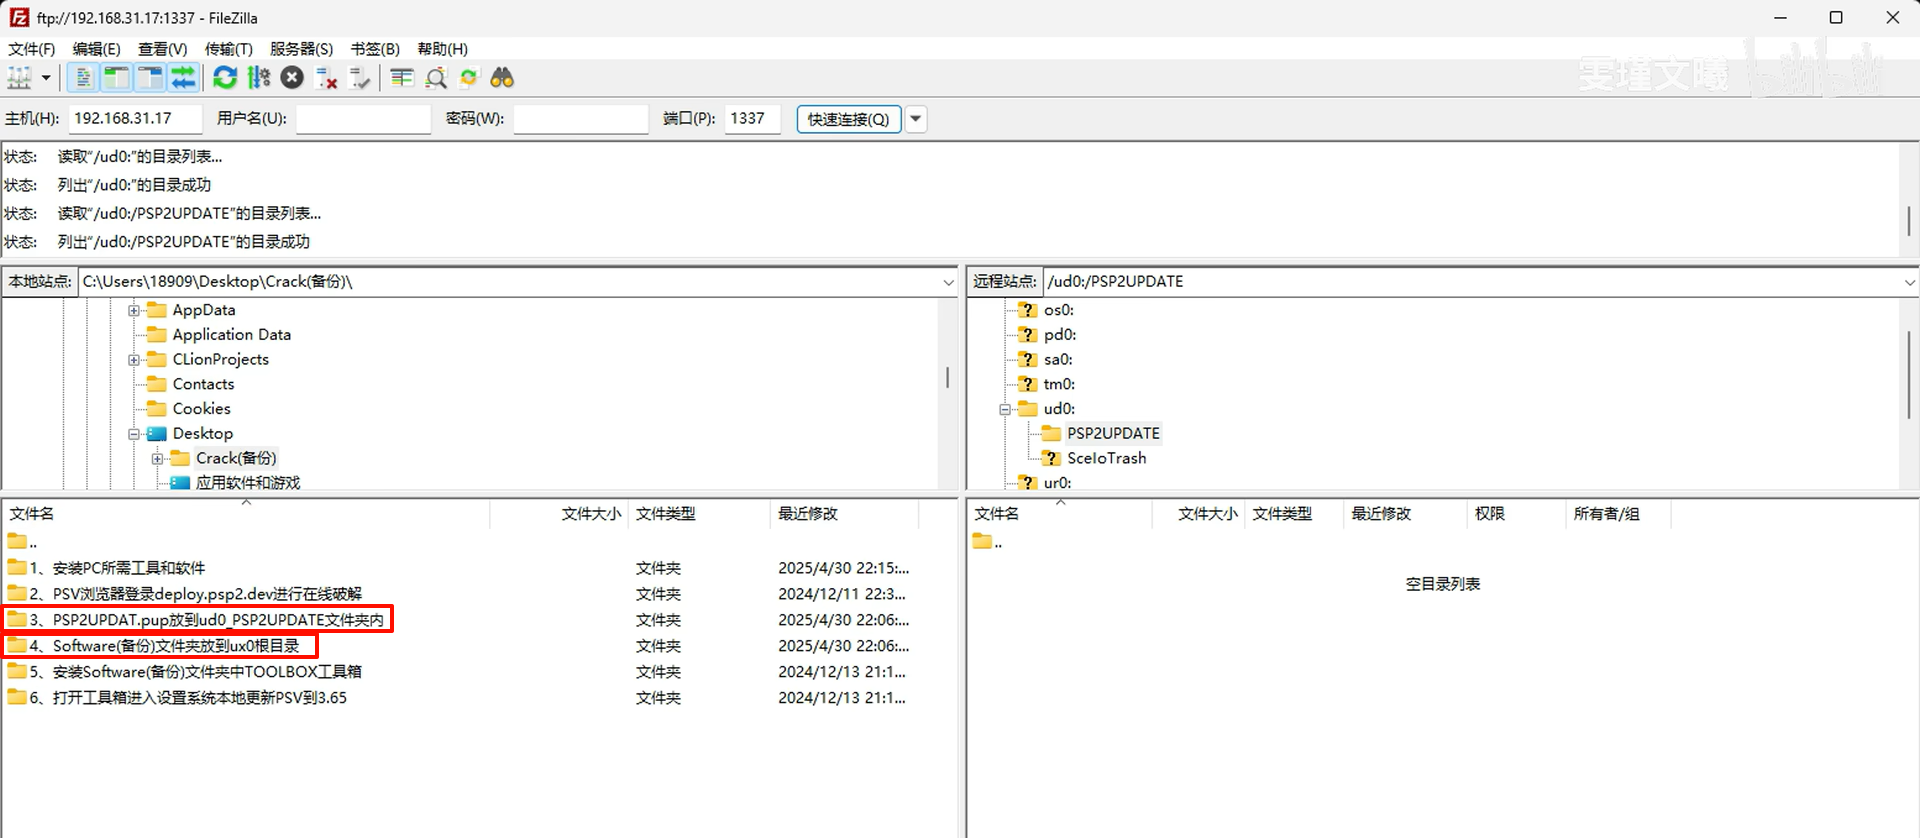 ftp://192.168.31.17:1337 - FileZilla
文件(F) 编辑(E) 查看(V) 传输(T) 服务器(S) 书签(B) 帮助(H)
雯瑾文曦 bilibili
主机(H): 192.168.31.17 用户名(U): 密码(W): 端口(P): 1337 快速连接(Q)
状态: 读取“/ud0:”的目录列表...
状态: 列出“/ud0:”的目录成功
状态: 读取“/ud0:/PSP2UPDATE”的目录列表...
状态: 列出“/ud0:/PSP2UPDATE”的目录成功
本地站点: C:\Users\18909\Desktop\Crack(备份)\
AppData
Application Data
CLionProjects
Contacts
Cookies
Desktop
Crack(备份)
应用软件和游戏
远程站点: /ud0:/PSP2UPDATE
os0:
pd0:
sa0:
tm0:
ud0:
PSP2UPDATE
SceIoTrash
ur0:
文件名 文件大小 文件类型 最近修改
..
1、安装PC所需工具和软件 文件夹 2025/4/30 22:15:...
2、PSV浏览器登录deploy.psp2.dev进行在线破解 文件夹 2024/12/11 22:3...
3、PSP2UPDAT.pup放到ud0_PSP2UPDATE文件夹内 文件夹 2025/4/30 22:06:...
4、Software(备份)文件夹放到ux0根目录 文件夹 2025/4/30 22:06:...
5、安装Software(备份)文件夹中TOOLBOX工具箱 文件夹 2024/12/13 21:1...
6、打开工具箱进入设置系统本地更新PSV到3.65 文件夹 2024/12/13 21:1...
文件名 文件大小 文件类型 最近修改 权限 所有者/组
..
空目录列表